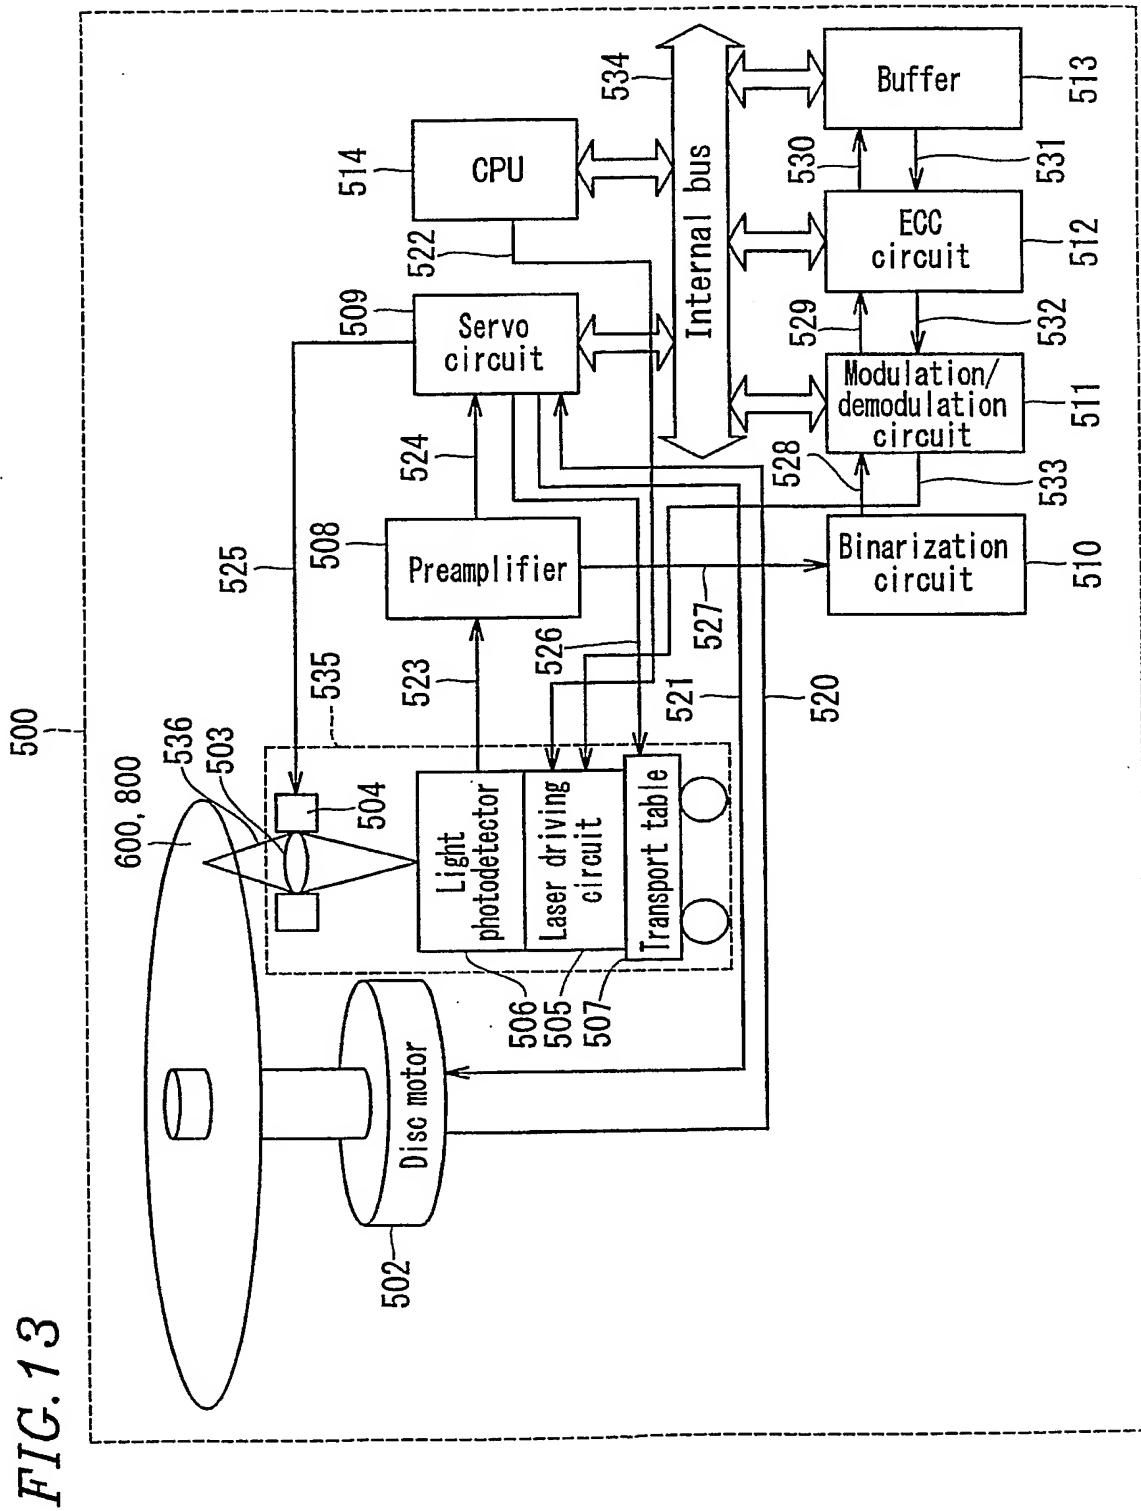 FIG.13
500
600, 800
536
503
504
525
535
Light
photodetector
506
Laser driving
circuit
505
Transport table
507
Disc motor
502
523
Preamplifier
508
524
Servo
circuit
509
522
CPU
514
534
Internal bus
526
527
521
520
Binarization
circuit
510
528
533
Modulation/
demodulation
circuit
511
529
532
ECC
circuit
512
530
531
Buffer
513